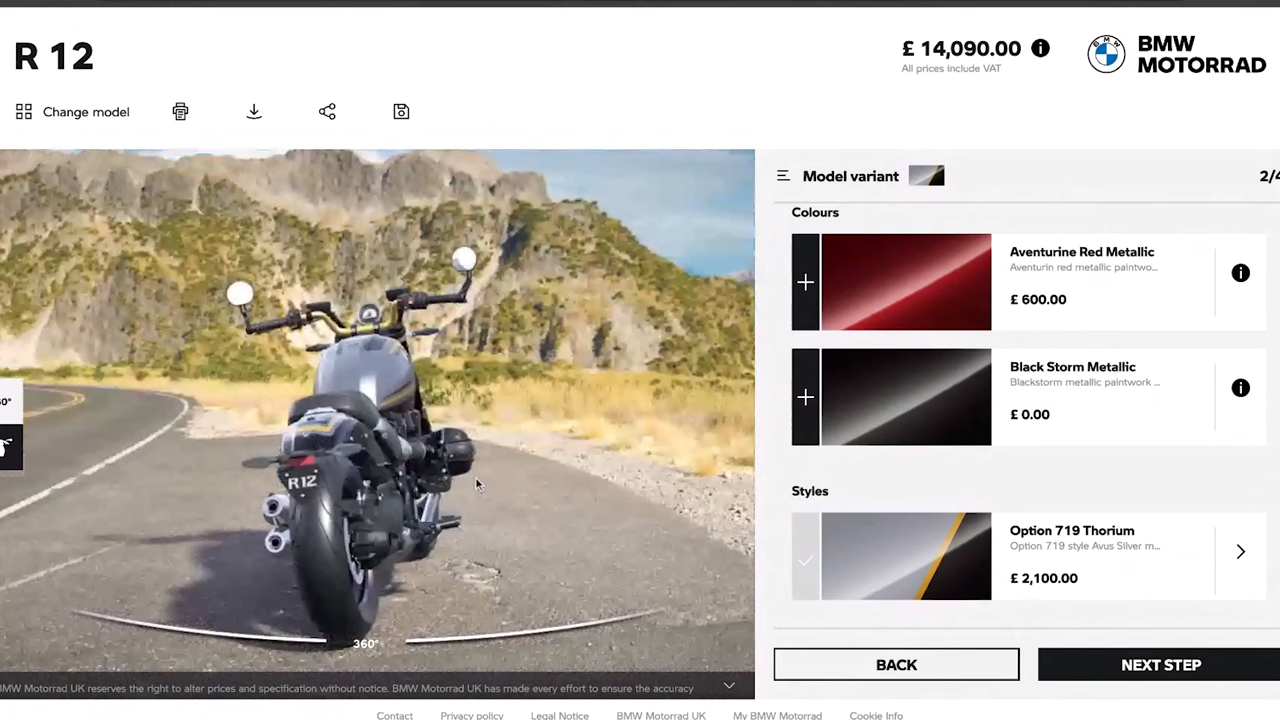 R 12
£ 14,090.00
All prices include VAT
BMW
MOTORRAD
Change model
Model variant
2/4
Colours
Aventurine Red Metallic
Aventurin red metallic paintwo...
£ 600.00
Black Storm Metallic
Blackstorm metallic paintwork ...
£ 0.00
Styles
Option 719 Thorium
Option 719 style Avus Silver m...
£ 2,100.00
R12
360°
BACK
NEXT STEP
BMW Motorrad UK reserves the right to alter prices and specification without notice. BMW Motorrad UK has made every effort to ensure the accuracy
Contact
Privacy policy
Legal Notice
BMW Motorrad UK
My BMW Motorrad
Cookie Info